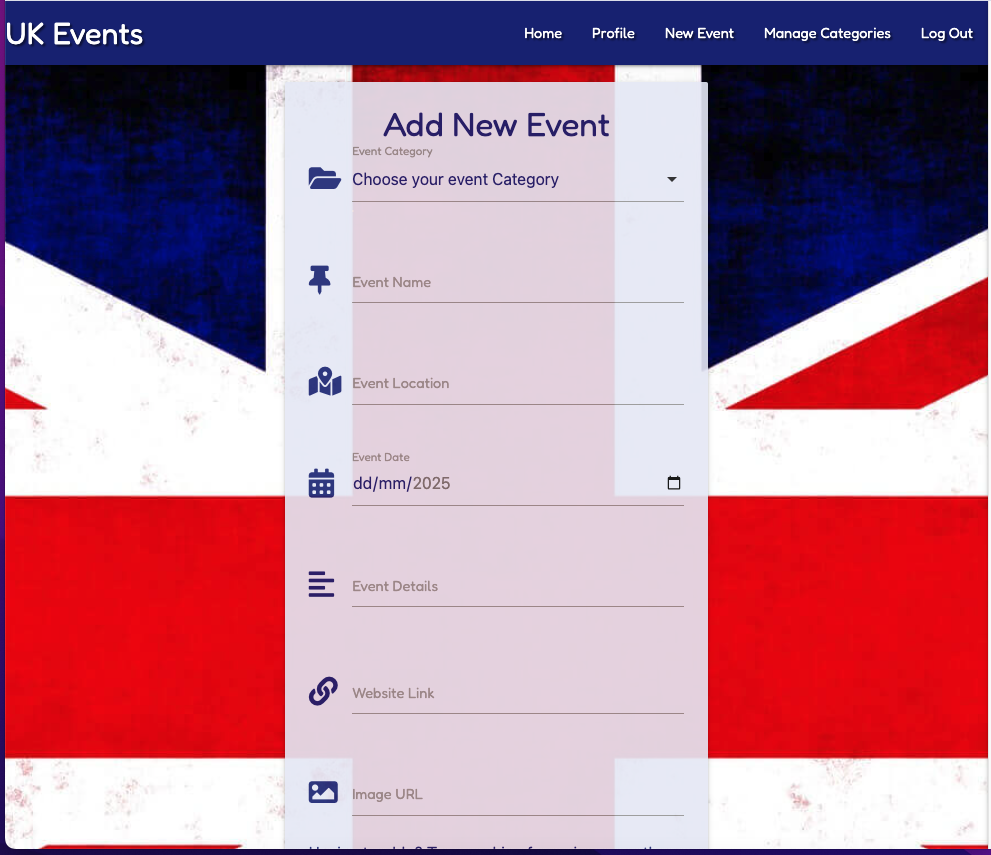 UK Events
Home Profile New Event Manage Categories Log Out
Add New Event
Event Category
Choose your event Category
Event Name
Event Location
Event Date
dd/mm/2025
Event Details
Website Link
Image URL